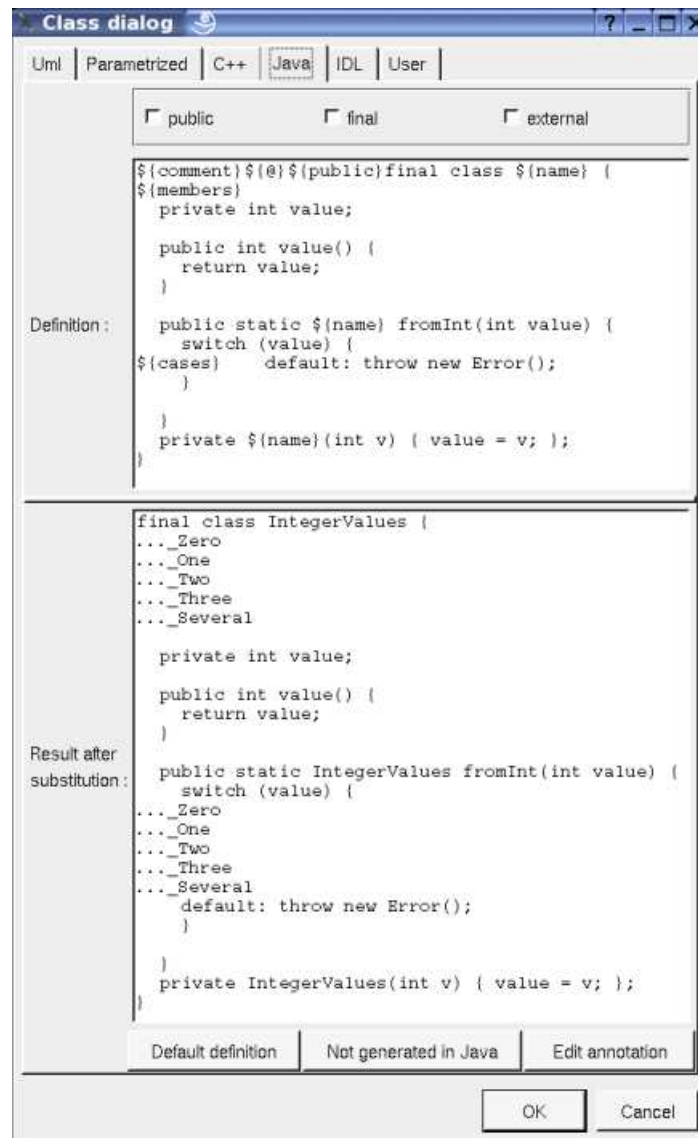 Class dialog
?
Uml Parametrized C++ Java IDL User
public final external
Definition :
${comment}${@}${public}final class ${name} {
${members}
  private int value;
  public int value() {
    return value;
  }
  public static ${name} fromInt(int value) {
    switch (value) {
${cases}    default: throw new Error();
    }
  }
  private ${name}(int v) { value = v; };
}
Result after
substitution :
final class IntegerValues {
..._Zero
..._One
..._Two
..._Three
..._Several
  private int value;
  public int value() {
    return value;
  }
  public static IntegerValues fromInt(int value) {
    switch (value) {
..._Zero
..._One
..._Two
..._Three
..._Several
    default: throw new Error();
    }
  }
  private IntegerValues(int v) { value = v; };
}
Default definition Not generated in Java Edit annotation
OK Cancel